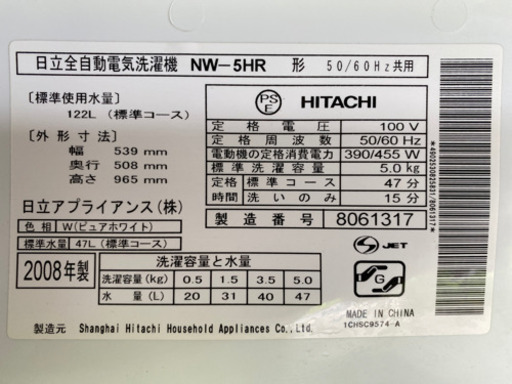 日立全自動電気洗濯機 NW-5HR 形 50/60Hz共用
〔標準使用水量〕
122L (標準コース)
〔外 形 寸 法〕
幅 539 mm
奥行 508 mm
高さ 965 mm
日立アプライアンス(株)
色 相 W(ピュアホワイト)
標準水量 47L(標準コース)
PS E HITACHI
定格電圧 100 V
定格周波数 50/60 Hz
電動機の定格消費電力 390/455 W
標準洗濯容量 5.0 kg
定格時間 標準コース 47 分
洗いのみ 15 分
製造番号 8061317
2008年製
洗濯容量と水量
洗濯容量(kg) 0.5 1.5 3.5 5.0
水 量(L) 20 31 40 47
S JET
G
MADE IN CHINA
1CHSC9574-A
製造元 Shanghai Hitachi Household Appliances Co., Ltd.